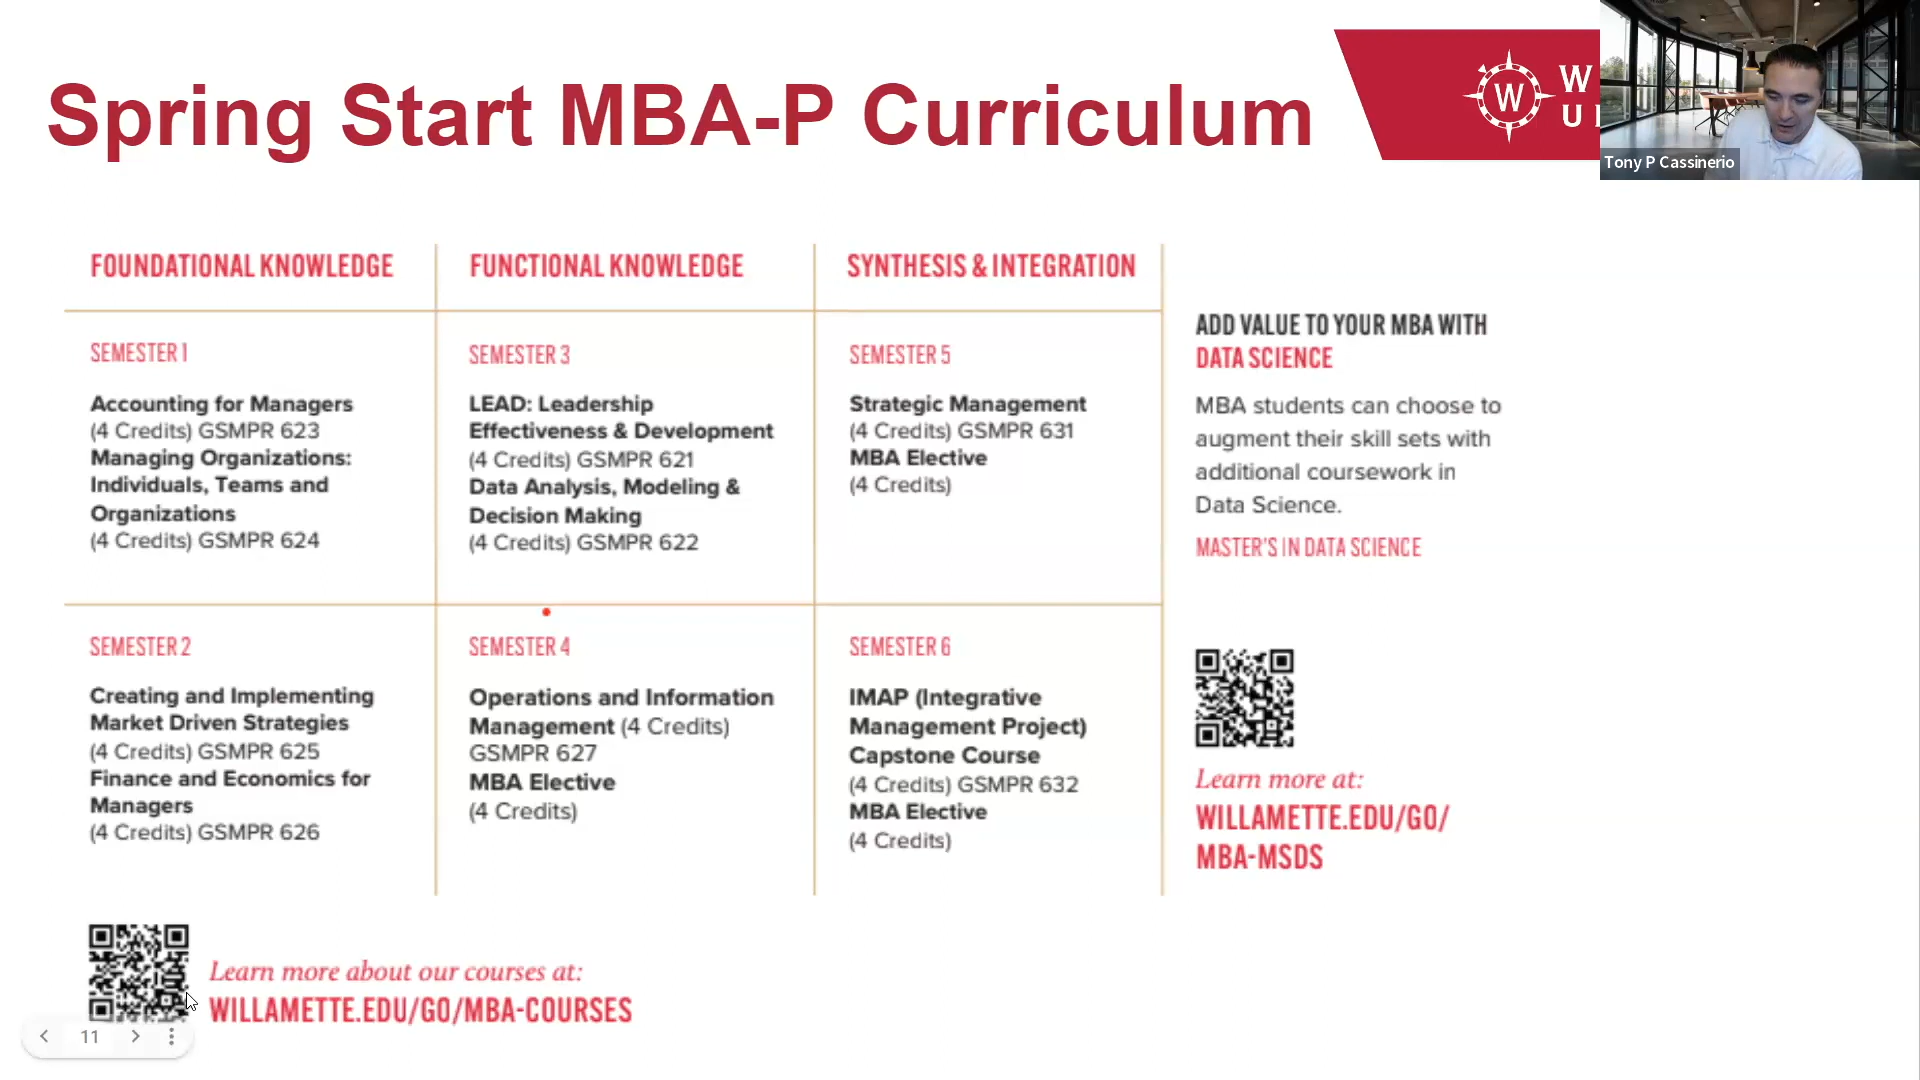 Spring Start MBA-P Curriculum
W
W
U
Tony P Cassinerio
FOUNDATIONAL KNOWLEDGE
SEMESTER 1
Accounting for Managers
(4 Credits) GSMPR 623
Managing Organizations:
Individuals, Teams and
Organizations
(4 Credits) GSMPR 624
SEMESTER 2
Creating and Implementing
Market Driven Strategies
(4 Credits) GSMPR 625
Finance and Economics for
Managers
(4 Credits) GSMPR 626
FUNCTIONAL KNOWLEDGE
SEMESTER 3
LEAD: Leadership
Effectiveness & Development
(4 Credits) GSMPR 621
Data Analysis, Modeling &
Decision Making
(4 Credits) GSMPR 622
SEMESTER 4
Operations and Information
Management (4 Credits)
GSMPR 627
MBA Elective
(4 Credits)
SYNTHESIS & INTEGRATION
SEMESTER 5
Strategic Management
(4 Credits) GSMPR 631
MBA Elective
(4 Credits)
SEMESTER 6
IMAP (Integrative
Management Project)
Capstone Course
(4 Credits) GSMPR 632
MBA Elective
(4 Credits)
ADD VALUE TO YOUR MBA WITH
DATA SCIENCE
MBA students can choose to
augment their skill sets with
additional coursework in
Data Science.
MASTER'S IN DATA SCIENCE
Learn more at:
WILLAMETTE.EDU/GO/
MBA-MSDS
Learn more about our courses at:
WILLAMETTE.EDU/GO/MBA-COURSES
11